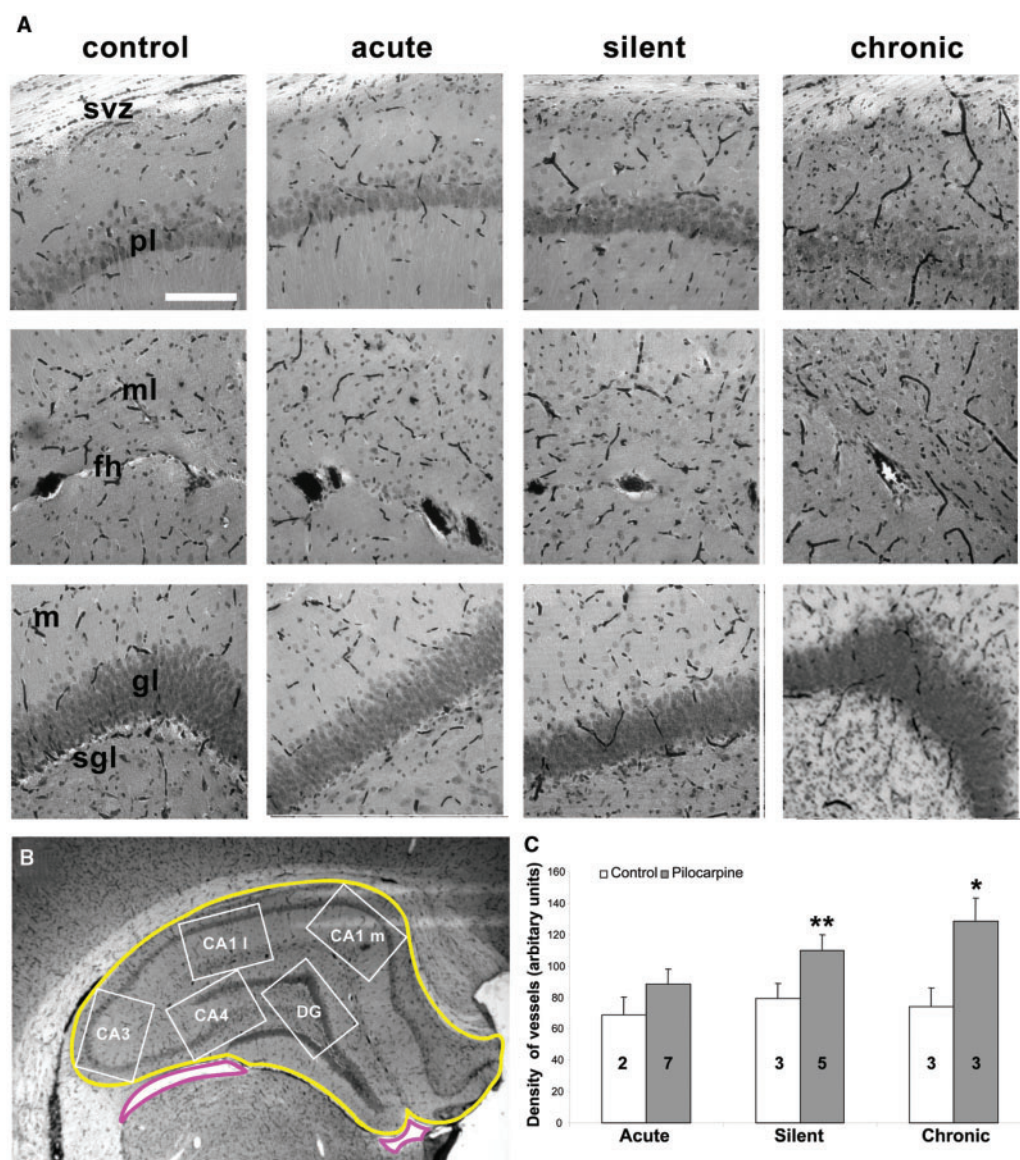 A
control acute silent chronic
svz
pl
ml
fh
m
gl
sgl
B
CA1 l
CA1 m
CA3
CA4
DG
C
Density of vessels (arbitary units)
160
140
120
100
80
60
40
20
0
Control Pilocarpine
** *
2 7 3 5 3 3
Acute Silent Chronic